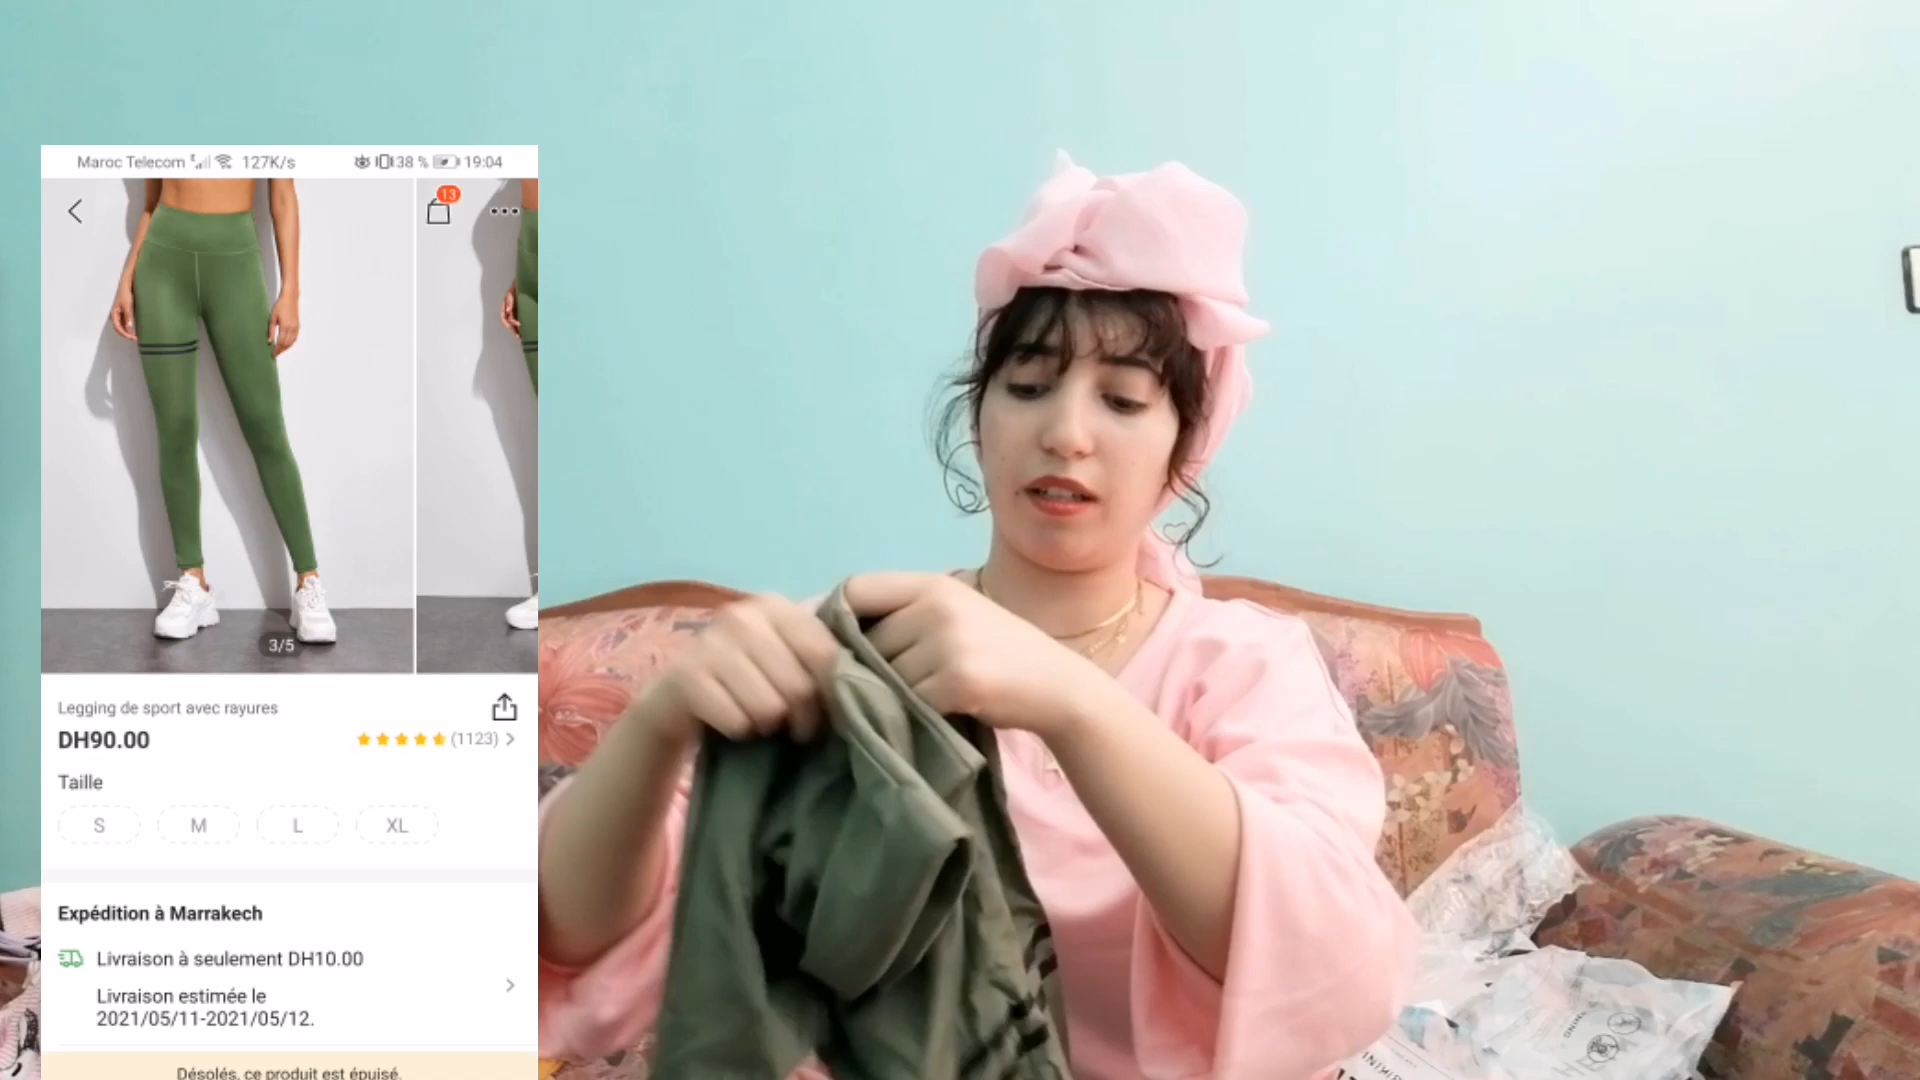 Maroc Telecom 127K/s 38 % 19:04
13
3/5
Legging de sport avec rayures
DH90.00
(1123)
Taille
S M L XL
Expédition à Marrakech
Livraison à seulement DH10.00
Livraison estimée le
2021/05/11-2021/05/12.
Désolés, ce produit est épuisé.